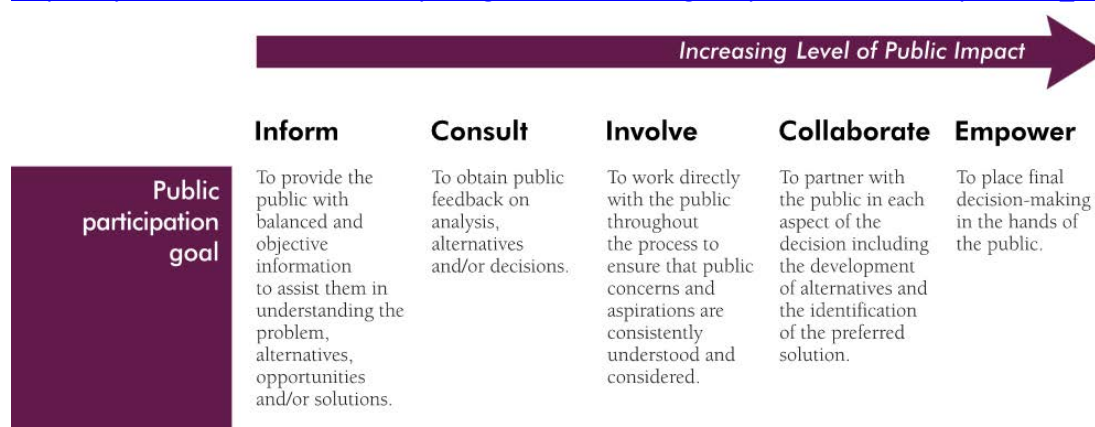 Increasing Level of Public Impact
Inform
Consult
Involve
Collaborate
Empower
Public
participation
goal
To provide the
public with
balanced and
objective
information
to assist them in
understanding the
problem,
alternatives,
opportunities
and/or solutions.
To obtain public
feedback on
analysis,
alternatives
and/or decisions.
To work directly
with the public
throughout
the process to
ensure that public
concerns and
aspirations are
consistently
understood and
considered.
To partner with
the public in each
aspect of the
decision including
the development
of alternatives and
the identification
of the preferred
solution.
To place final
decision-making
in the hands of
the public.